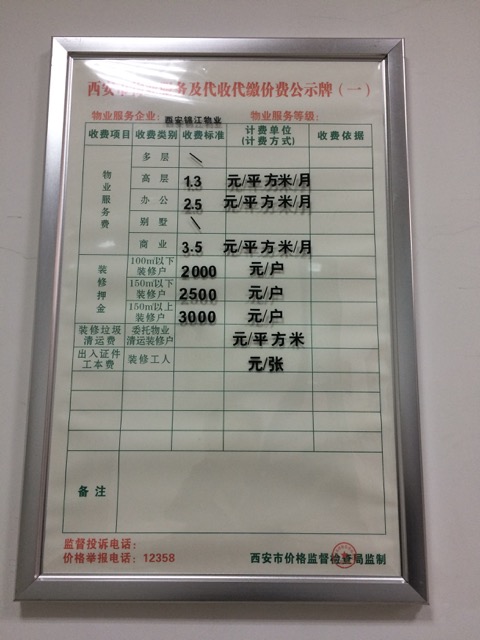 西安市 服务及代收代缴价费公示牌（一）
物业服务企业：西安锦江物业 物业服务等级：
收费项目 收费类别 收费标准 计费单位（计费方式） 收费依据
物业服务费 多层 \
高层 1.3 元/平方米/月
办公 2.5 元/平方米/月
别墅 \
商业 3.5 元/平方米/月
装修押金 100㎡以下装修户 2000 元/户
150㎡以下装修户 2500 元/户
150㎡以上装修户 3000 元/户
装修垃圾清运费 委托物业清运装修户 元/平方米
出入证件工本费 装修工人 元/张
备注
监督投诉电话：
价格举报电话：12358 西安市价格监督检查局监制